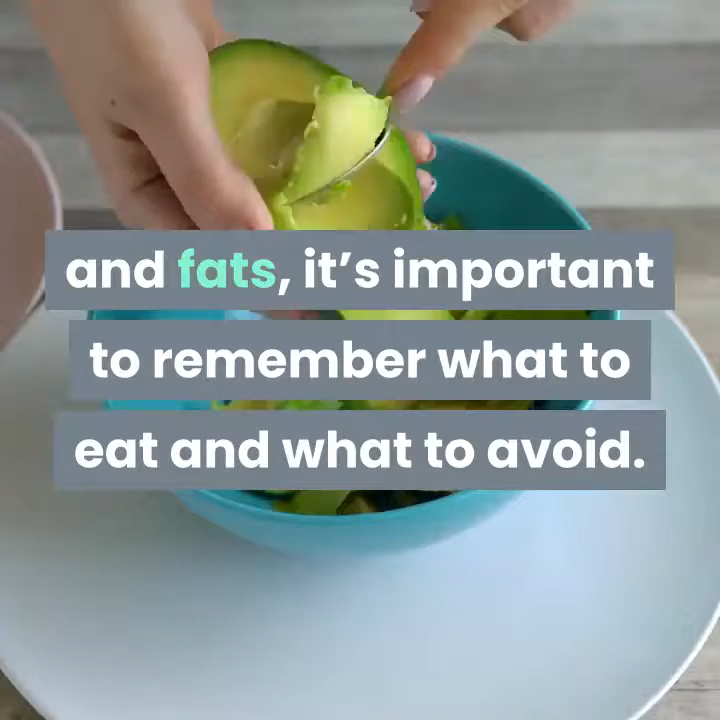 and fats, it’s important
to remember what to
eat and what to avoid.